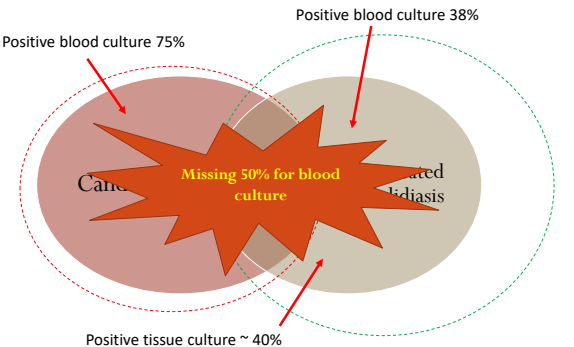 Positive blood culture 38%
Positive blood culture 75%
Missing 50% for blood
culture
Positive tissue culture ~ 40%